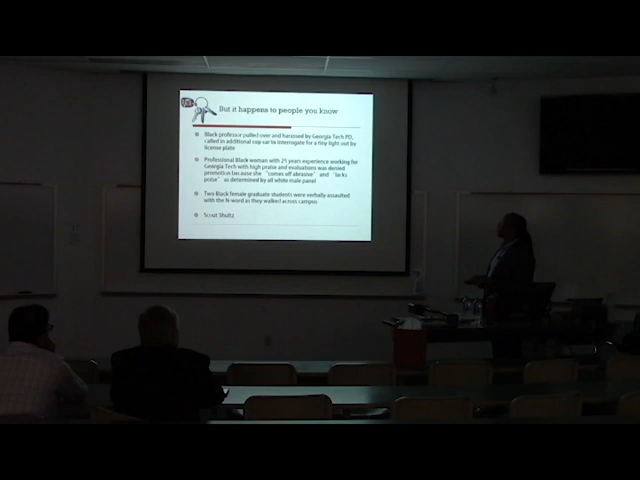 But it happens to people you know
Black professor pulled over and harassed by Georgia Tech PD,
called in additional cop car to interrogate for a tiny light out by
license plate
Professional Black woman with 25 years experience working for
Georgia Tech with high praise and evaluations was denied
promotion because she "comes off abrasive" and "lacks
poise" as determined by all white male panel
Two Black female graduate students were verbally assaulted
with the N-word as they walked across campus
Scout Shultz